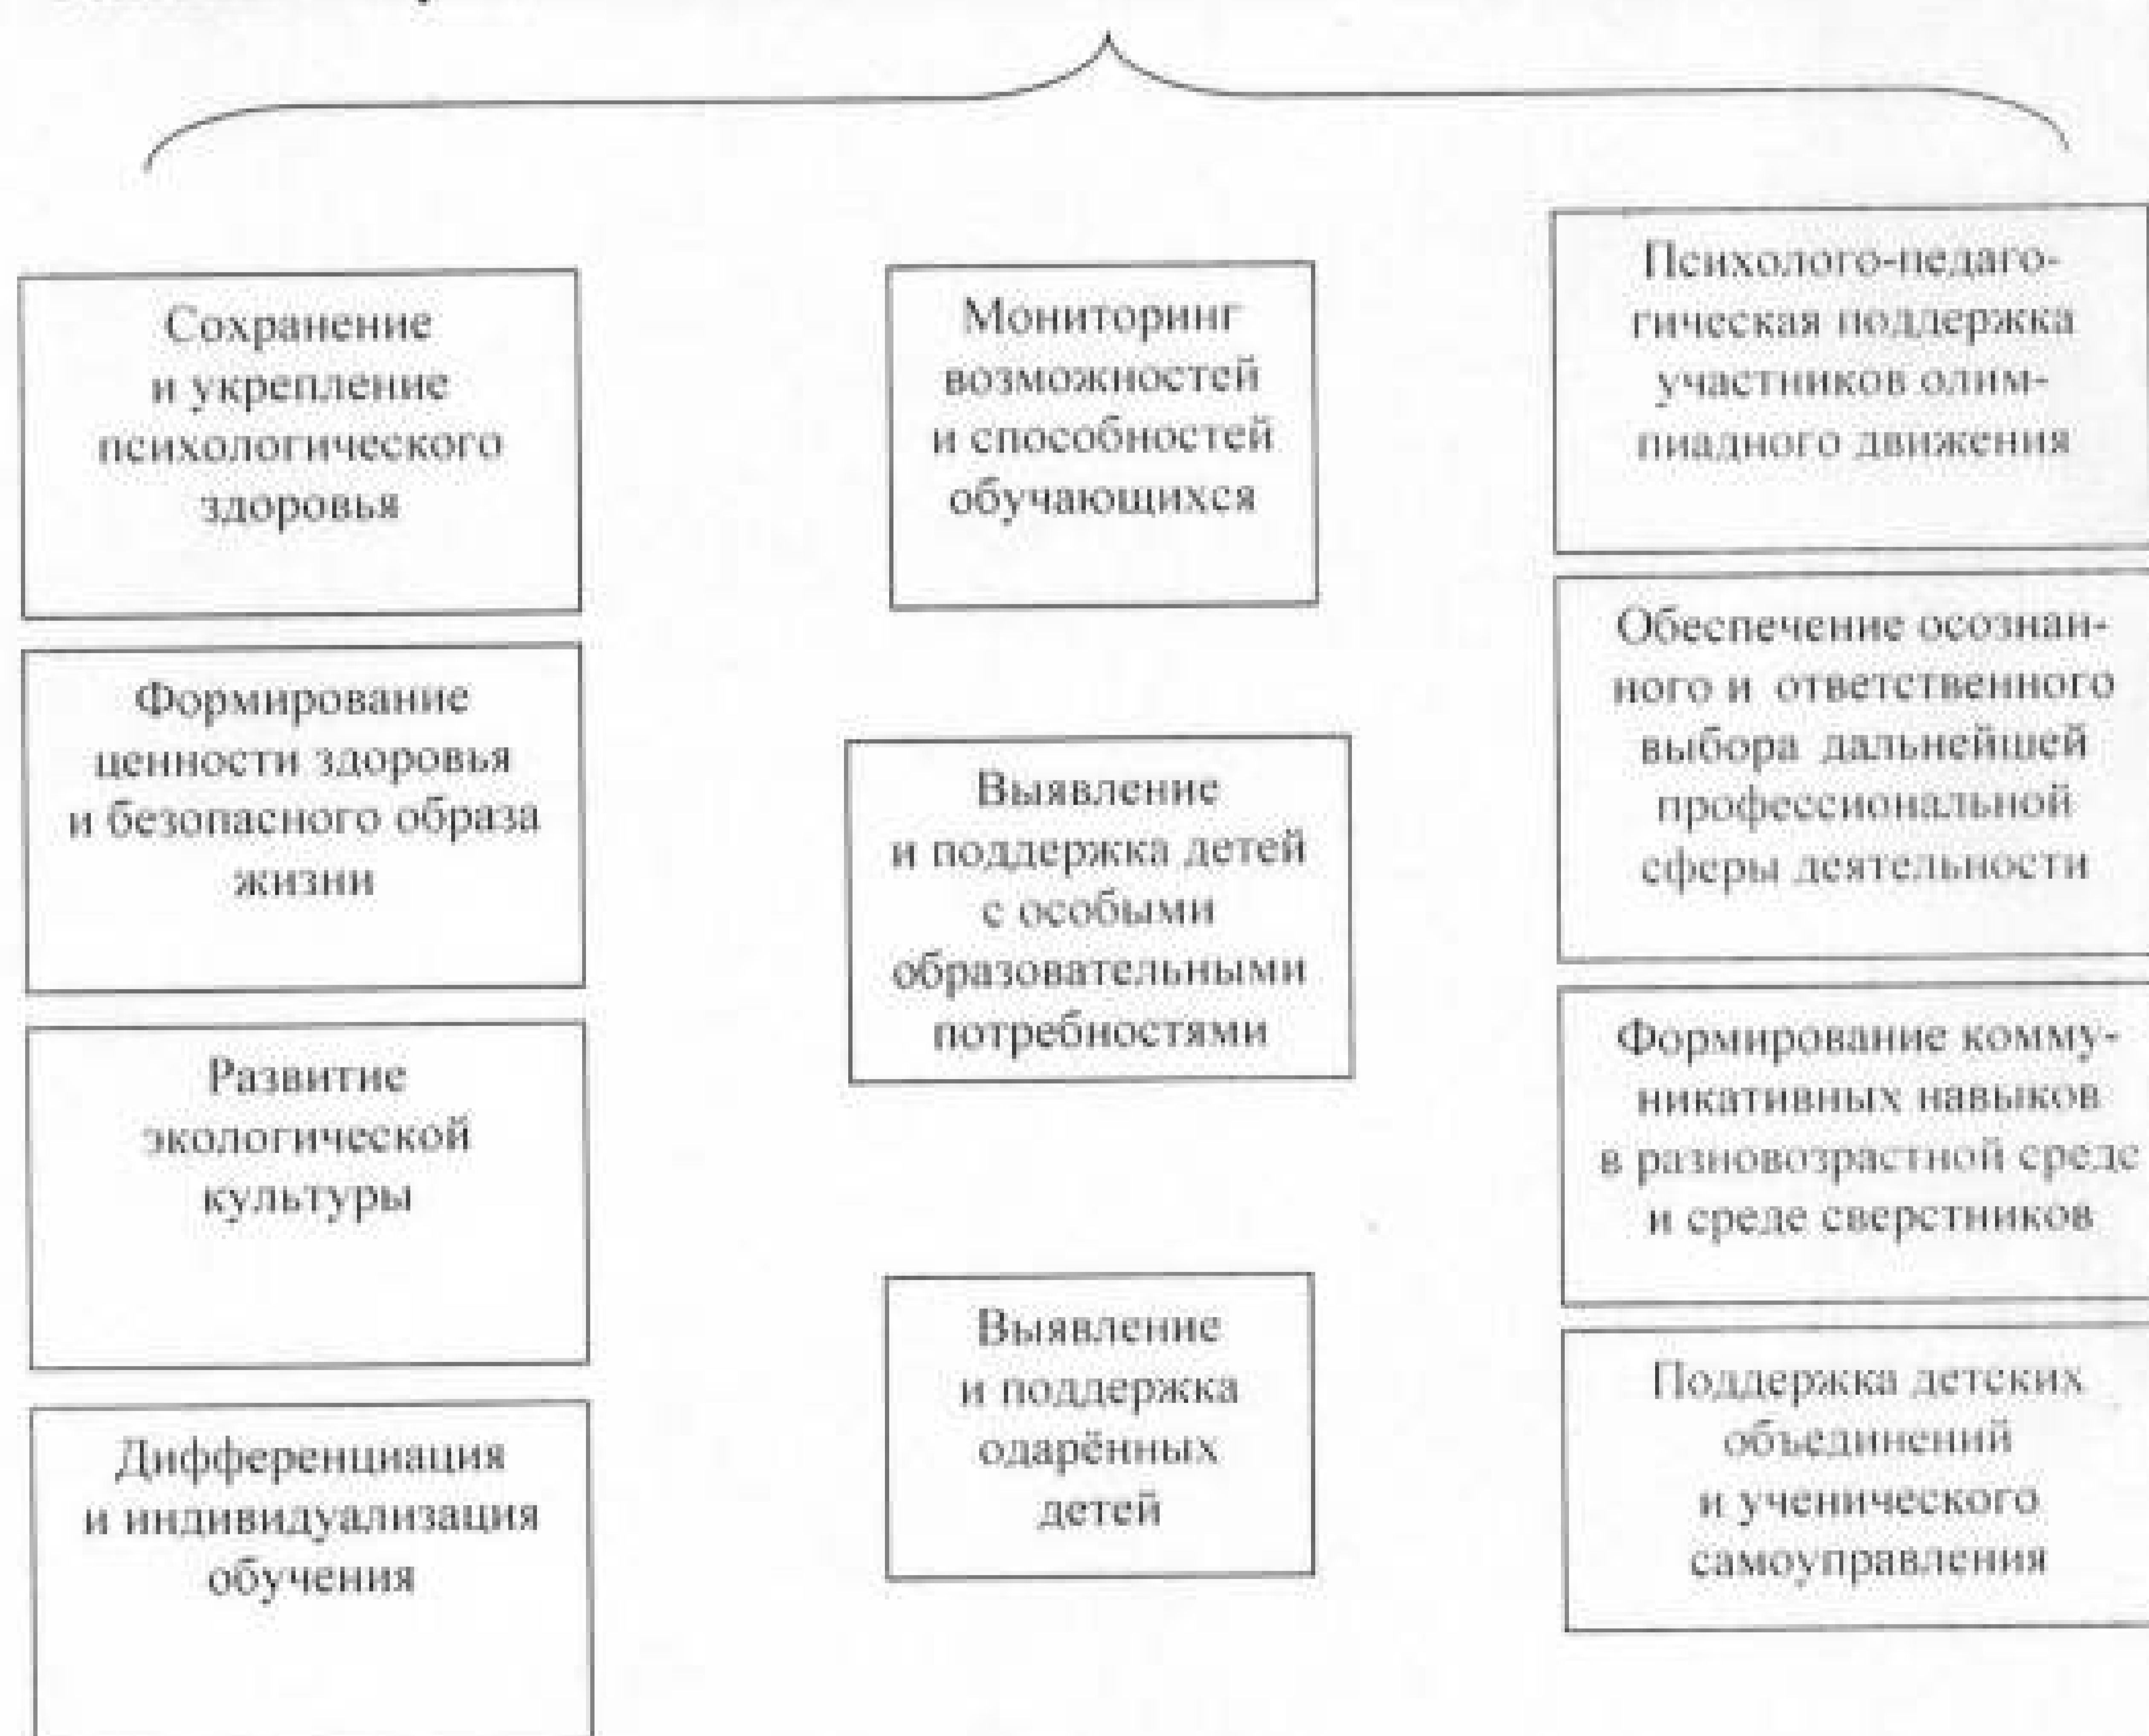 Сохранение
и укрепление
психологического
здоровья
Формирование
ценности здоровья
и безопасного образа
жизни
Развитие
экологической
культуры
Дифференциация
и индивидуализация
обучения
Мониторинг
возможностей
и способностей
обучающихся
Выявление
и поддержка детей
с особыми
образовательными
потребностями
Выявление
и поддержка
одарённых
детей
Психолого-педаго-
гическая поддержка
участников олим-
пиадного движения
Обеспечение осознан-
ного и ответственного
выбора дальнейшей
профессиональной
сферы деятельности
Формирование комму-
никативных навыков
в разновозрастной среде
и среде сверстников
Поддержка детских
объединений
и ученического
самоуправления